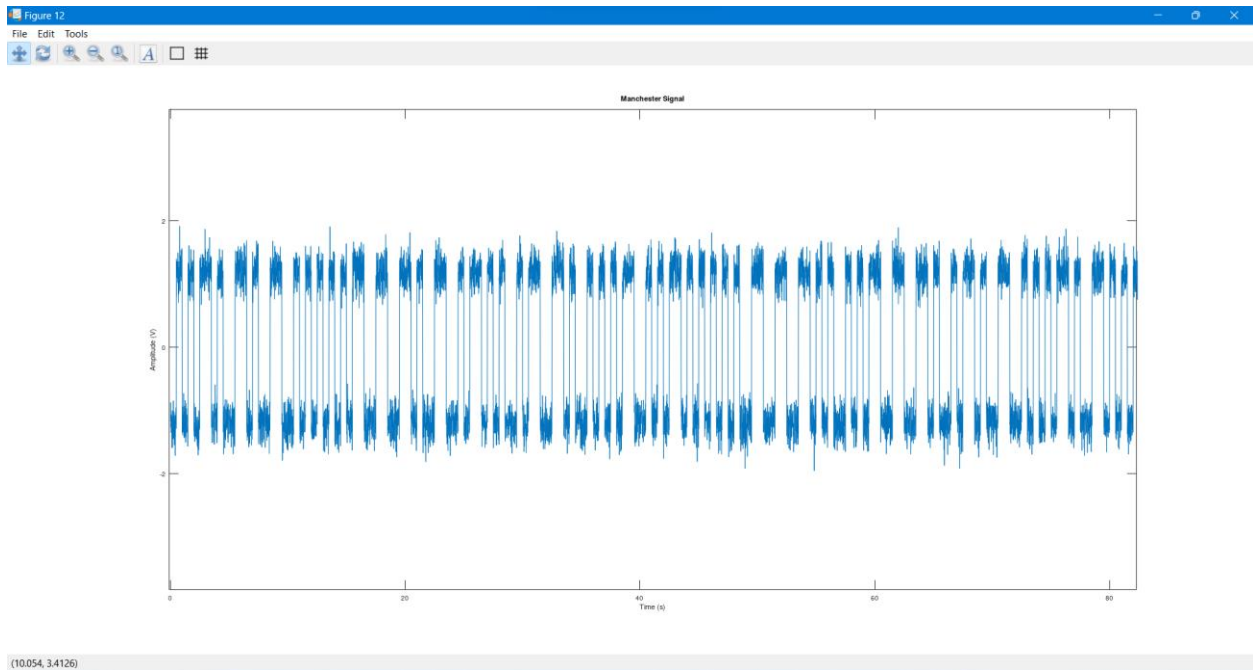 Figure 12
File Edit Tools
A
Manchester Signal
Amplitude (V)
2
0
-2
0 20 40 60 80
Time (s)
(10.054, 3.4126)